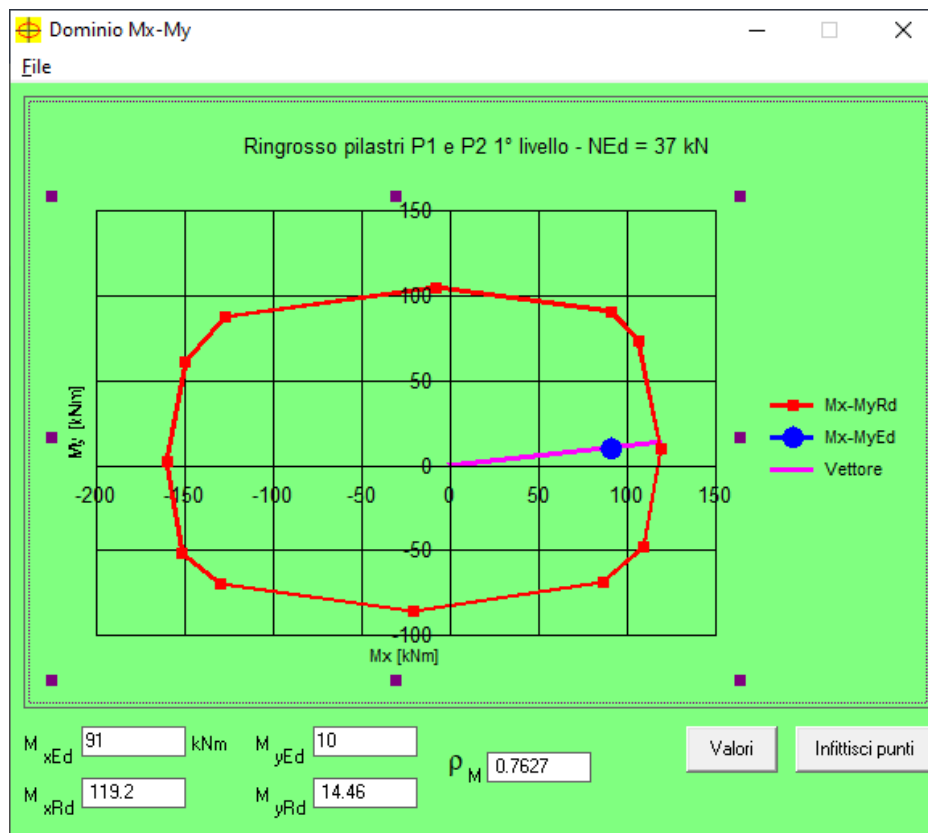 Dominio Mx-My
File
Ringrosso pilastri P1 e P2 1° livello - NEd = 37 kN
150
100
50
0
-50
-100
-200 -150 -100 -50 0 50 100 150
My [kNm]
Mx [kNm]
Mx-MyRd
Mx-MyEd
Vettore
M xEd 91 kNm M yEd 10
M xRd 119.2 M yRd 14.46
ρ M 0.7627
Valori
Infittisci punti